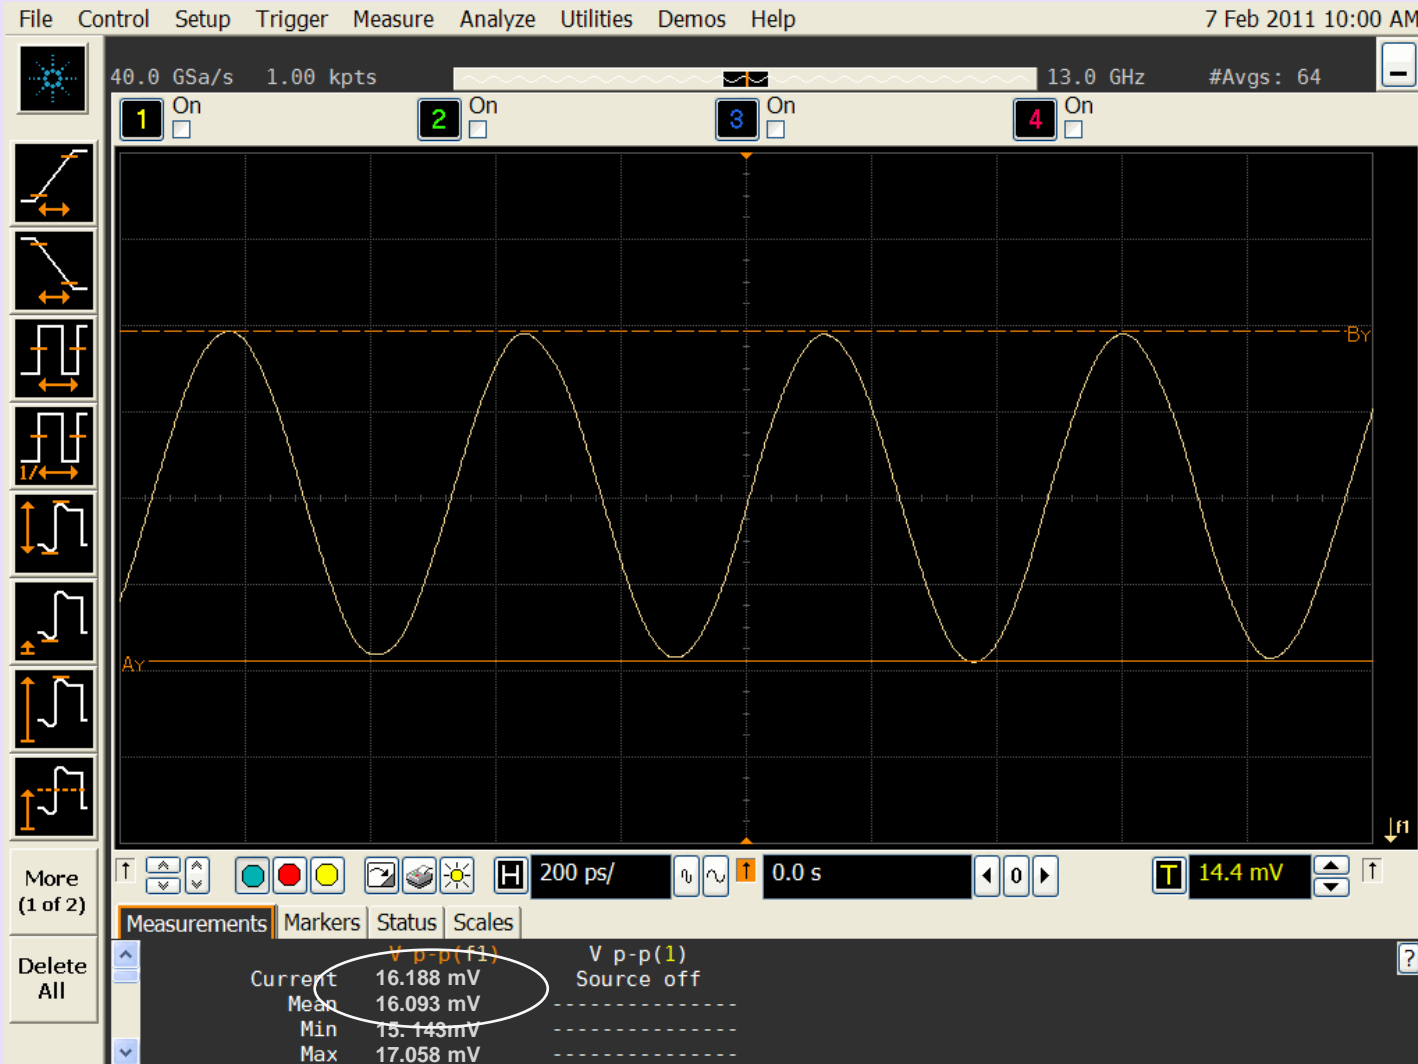 File Control Setup Trigger Measure Analyze Utilities Demos Help 7 Feb 2011 10:00 AM
40.0 GSa/s 1.00 kpts 13.0 GHz #Avgs: 64
1 On 2 On 3 On 4 On
By
Ay
1/
f1
More
(1 of 2)
H 200 ps/ 0.0 s 0 T 14.4 mV
Measurements Markers Status Scales
Delete
All
V p-p(f1) V p-p(1)
Current 16.188 mV Source off
Mean 16.093 mV ---------------
Min 15. 143mV ---------------
Max 17.058 mV ---------------
?